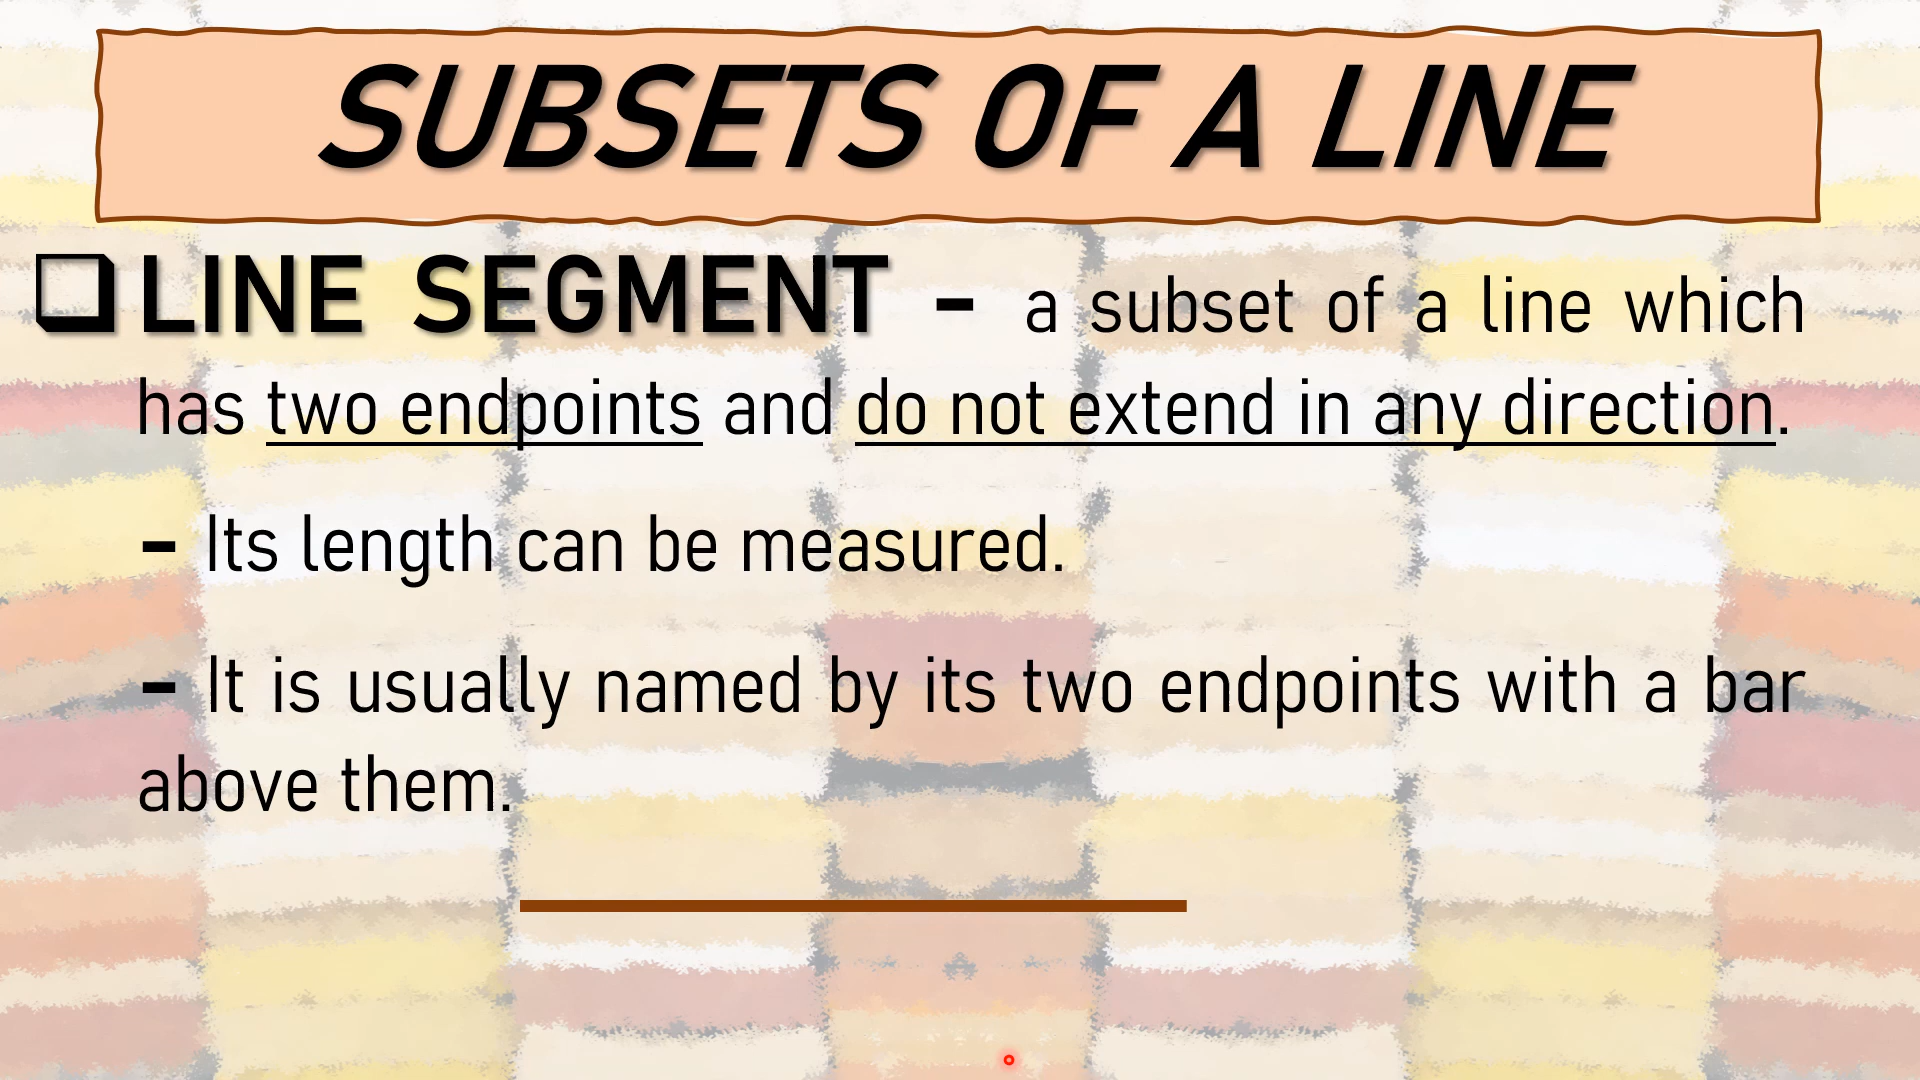 SUBSETS OF A LINE
❑LINE SEGMENT – a subset of a line which
has two endpoints and do not extend in any direction.
– Its length can be measured.
– It is usually named by its two endpoints with a bar
above them.